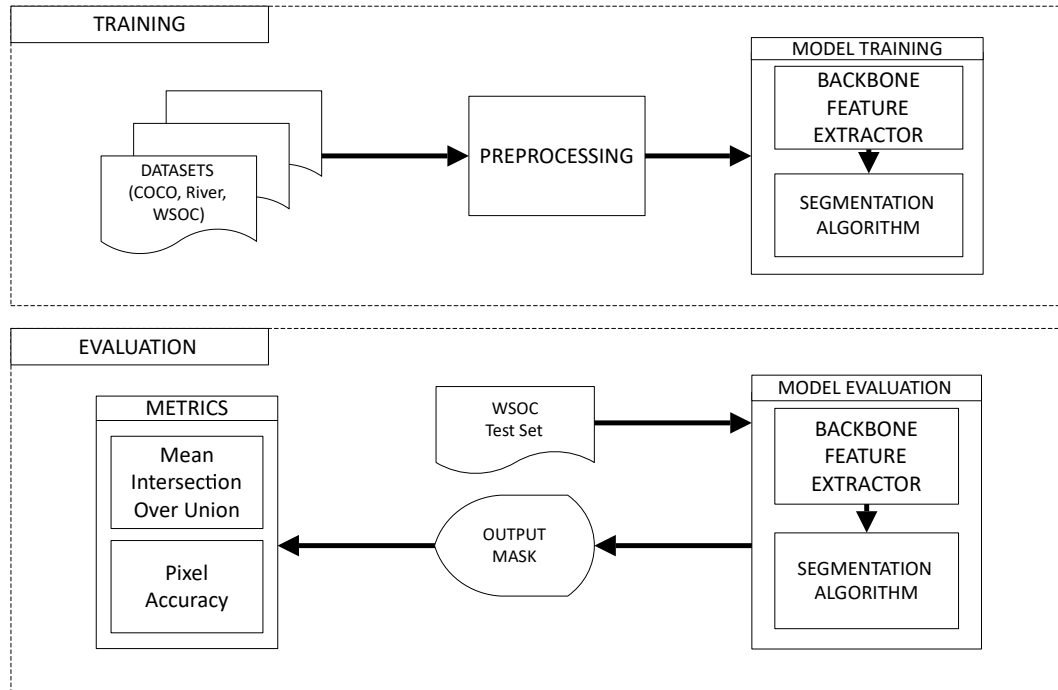 TRAINING
DATASETS
(COCO, River,
WSOC)
PREPROCESSING
MODEL TRAINING
BACKBONE
FEATURE
EXTRACTOR
SEGMENTATION
ALGORITHM
EVALUATION
METRICS
Mean
Intersection
Over Union
Pixel
Accuracy
WSOC
Test Set
OUTPUT
MASK
MODEL EVALUATION
BACKBONE
FEATURE
EXTRACTOR
SEGMENTATION
ALGORITHM